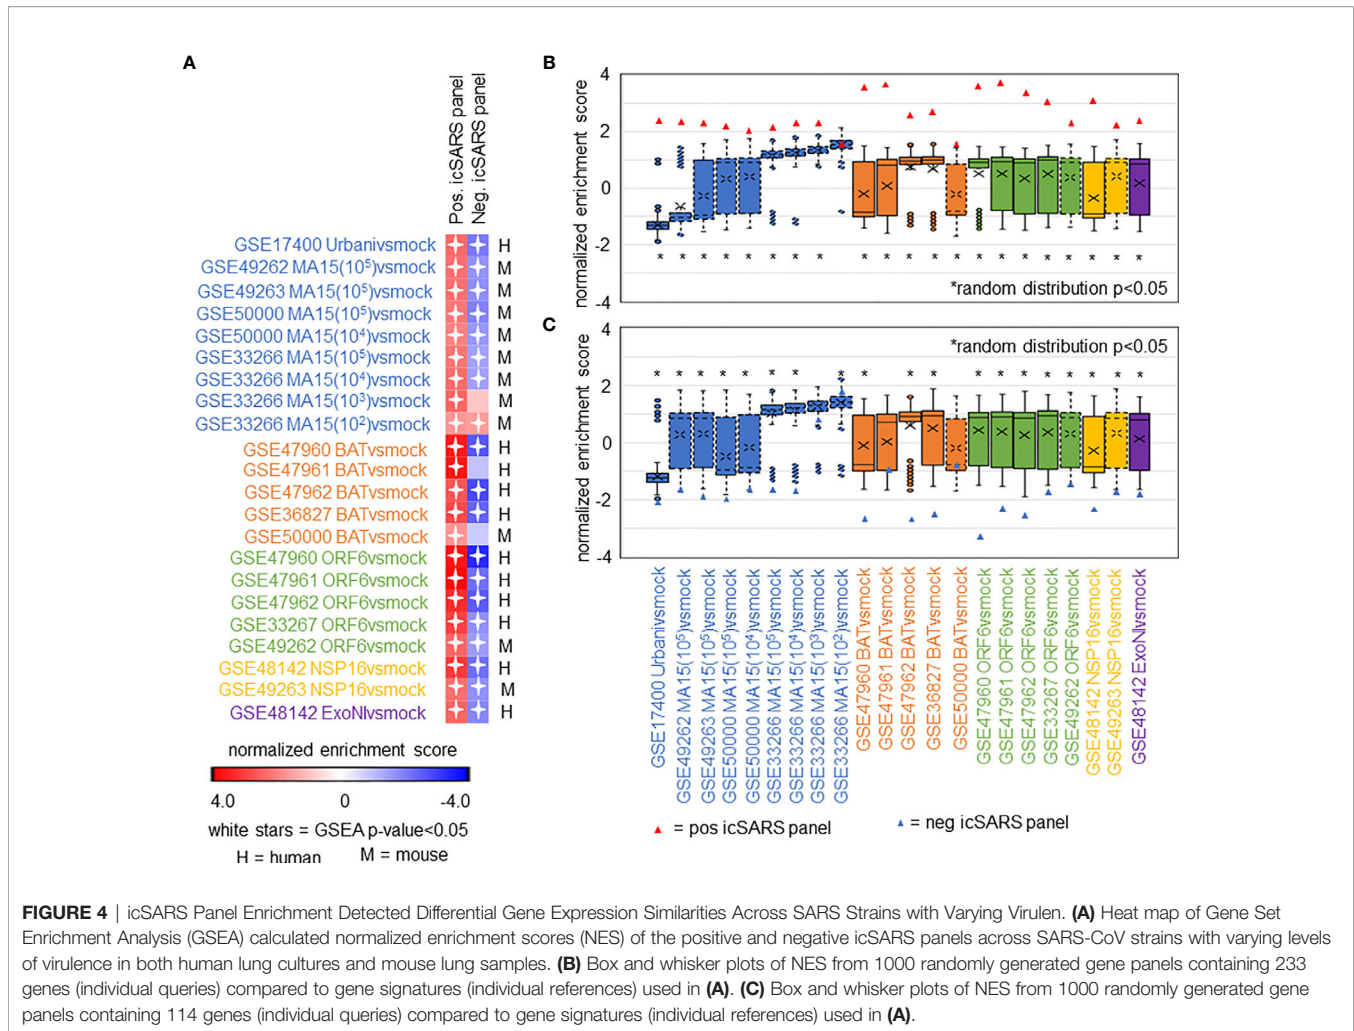 A
Pos. icSARS panel
Neg. icSARS panel
GSE17400 Urbanivsmock H
GSE49262 MA15(10⁵)vsmock M
GSE49263 MA15(10⁵)vsmock M
GSE50000 MA15(10⁵)vsmock M
GSE50000 MA15(10⁴)vsmock M
GSE33266 MA15(10⁵)vsmock M
GSE33266 MA15(10⁴)vsmock M
GSE33266 MA15(10³)vsmock M
GSE33266 MA15(10²)vsmock M
GSE47960 BATvsmock H
GSE47961 BATvsmock H
GSE47962 BATvsmock H
GSE36827 BATvsmock H
GSE50000 BATvsmock M
GSE47960 ORF6vsmock H
GSE47961 ORF6vsmock H
GSE47962 ORF6vsmock H
GSE33267 ORF6vsmock H
GSE49262 ORF6vsmock M
GSE48142 NSP16vsmock H
GSE49263 NSP16vsmock M
GSE48142 ExoNIvsmock H
normalized enrichment score
4.0 0 -4.0
white stars = GSEA p-value<0.05
H = human M = mouse
B
normalized enrichment score
4
2
0
-2
-4
* * * * * * * * * * * * * * * * * * * *
*random distribution p<0.05
C
normalized enrichment score
4
2
0
-2
-4
*random distribution p<0.05
* * * * * * * * * * * * * * * * * *
GSE17400 Urbanivsmock
GSE49262 MA15(10⁵)vsmock
GSE49263 MA15(10⁵)vsmock
GSE50000 MA15(10⁵)vsmock
GSE50000 MA15(10⁴)vsmock
GSE33266 MA15(10⁵)vsmock
GSE33266 MA15(10⁴)vsmock
GSE33266 MA15(10³)vsmock
GSE33266 MA15(10²)vsmock
GSE47960 BATvsmock
GSE47961 BATvsmock
GSE47962 BATvsmock
GSE36827 BATvsmock
GSE50000 BATvsmock
GSE47960 ORF6vsmock
GSE47961 ORF6vsmock
GSE47962 ORF6vsmock
GSE33267 ORF6vsmock
GSE49262 ORF6vsmock
GSE48142 NSP16vsmock
GSE49263 NSP16vsmock
GSE48142 ExoNIvsmock
▲ = pos icSARS panel ▲ = neg icSARS panel
FIGURE 4 | icSARS Panel Enrichment Detected Differential Gene Expression Similarities Across SARS Strains with Varying Virulen. (A) Heat map of Gene Set
Enrichment Analysis (GSEA) calculated normalized enrichment scores (NES) of the positive and negative icSARS panels across SARS-CoV strains with varying levels
of virulence in both human lung cultures and mouse lung samples. (B) Box and whisker plots of NES from 1000 randomly generated gene panels containing 233
genes (individual queries) compared to gene signatures (individual references) used in (A). (C) Box and whisker plots of NES from 1000 randomly generated gene
panels containing 114 genes (individual queries) compared to gene signatures (individual references) used in (A).